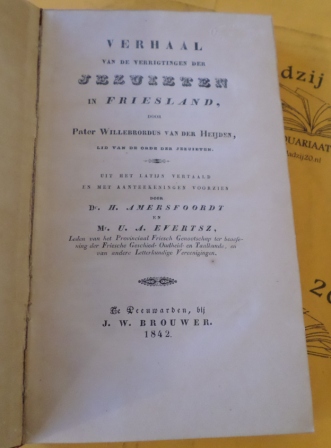 VERHAAL
VAN DE VERRIGTINGEN DER
JEZUIETEN
IN FRIESLAND,
DOOR
Pater WILLEBRORDUS VAN DER HEIJDEN,
LID VAN DE ORDE DER JEZUIETEN.
UIT HET LATIJN VERTAALD
EN MET AANTEEKENINGEN VOORZIEN
DOOR
Dr. H. AMERSFOORDT
EN
Mr. U. A. EVERTSZ,
Leden van het Provinciaal Friesch Genootschap ter beoefe-
ning der Friesche Geschied- Oudheid- en Taalkunde, en
van andere Letterkundige Vereenigingen.
Te Leeuwarden, bij
J. W. BROUWER.
1842.
dzij
QUARIAAT